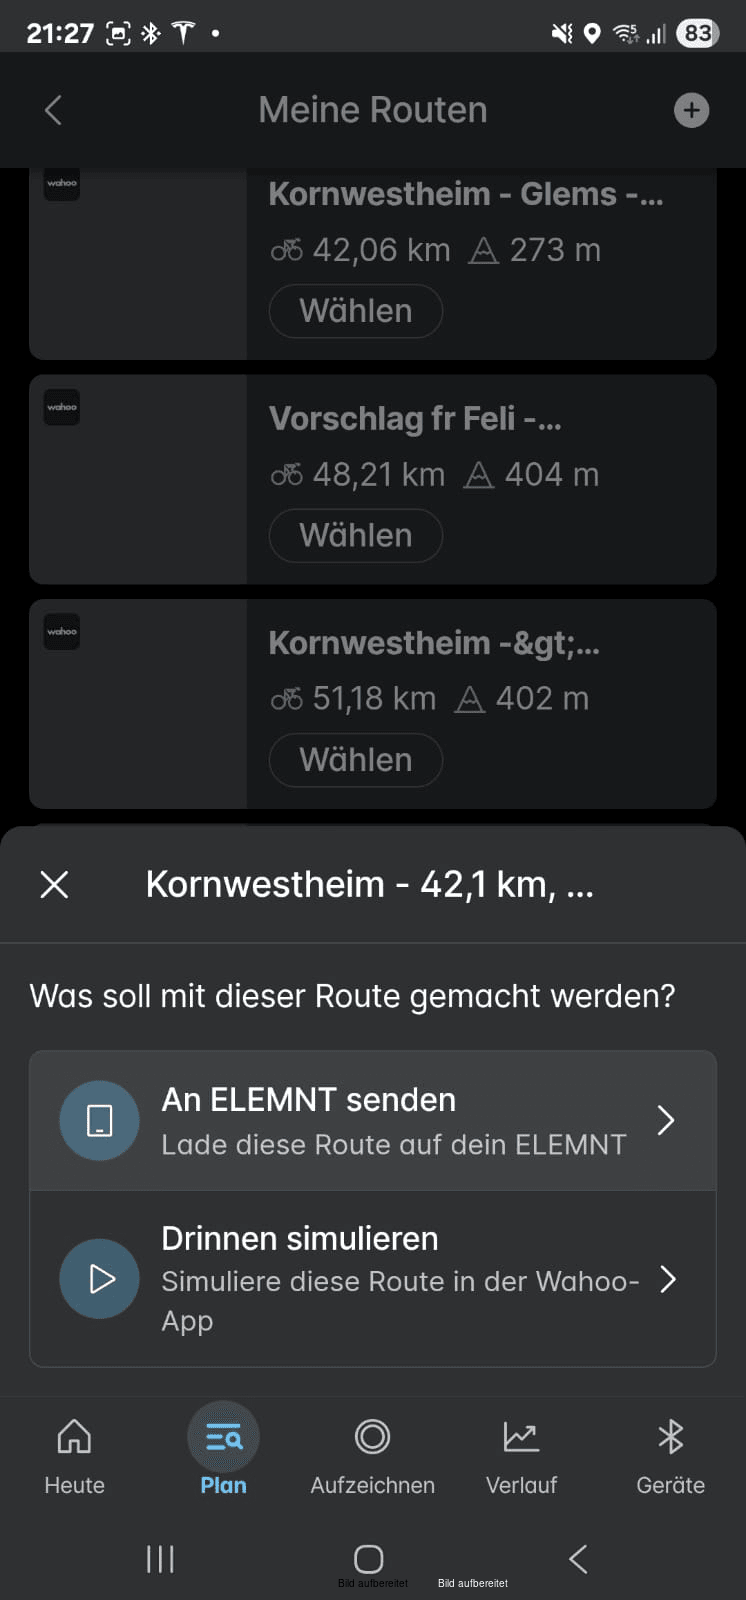 21:27 83
Meine Routen
wahoo
Kornwestheim - Glems -...
42,06 km 273 m
Wählen
wahoo
Vorschlag fr Feli -...
48,21 km 404 m
Wählen
wahoo
Kornwestheim -&gt;...
51,18 km 402 m
Wählen
Kornwestheim - 42,1 km, ...
Was soll mit dieser Route gemacht werden?
An ELEMNT senden
Lade diese Route auf dein ELEMNT
Drinnen simulieren
Simuliere diese Route in der Wahoo-
App
Heute Plan Aufzeichnen Verlauf Geräte
Bild aufbereitet Bild aufbereitet